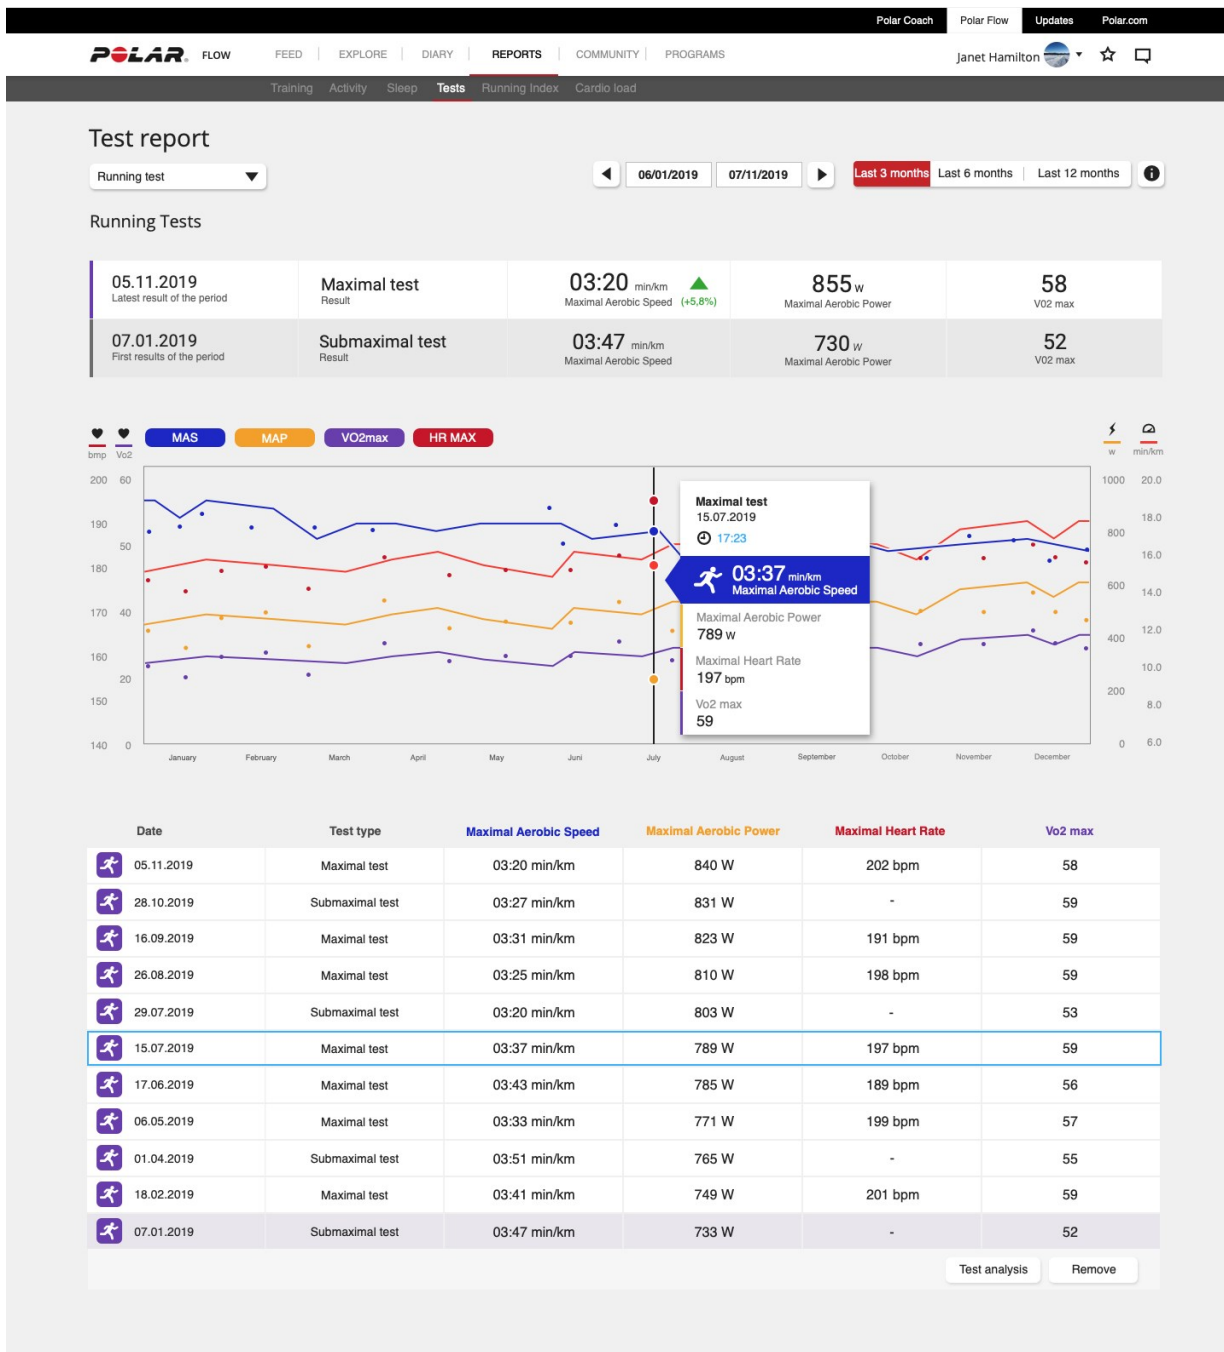 Polar Coach Polar Flow Updates Polar.com
POLAR. FLOW FEED EXPLORE DIARY REPORTS COMMUNITY PROGRAMS Janet Hamilton
Training Activity Sleep Tests Running Index Cardio load
Test report
Running test 06/01/2019 07/11/2019 Last 3 months Last 6 months Last 12 months
Running Tests
05.11.2019 Maximal test 03:20 min/km 855 w 58
Latest result of the period Result Maximal Aerobic Speed (+5,8%) Maximal Aerobic Power V02 max
07.01.2019 Submaximal test 03:47 min/km 730 w 52
First results of the period Result Maximal Aerobic Speed Maximal Aerobic Power V02 max
MAS MAP VO2max HR MAX
bmp Vo2 w min/km
200 60 1000 20.0
190 18.0
50 800
180 16.0
600 14.0
170 40
400 12.0
160 10.0
20 200
150 8.0
140 0 0 6.0
Maximal test
15.07.2019
17:23
03:37 min/km
Maximal Aerobic Speed
Maximal Aerobic Power
789 w
Maximal Heart Rate
197 bpm
Vo2 max
59
January February March April May Juni July August September October November December
Date Test type Maximal Aerobic Speed Maximal Aerobic Power Maximal Heart Rate Vo2 max
05.11.2019 Maximal test 03:20 min/km 840 W 202 bpm 58
28.10.2019 Submaximal test 03:27 min/km 831 W - 59
16.09.2019 Maximal test 03:31 min/km 823 W 191 bpm 59
26.08.2019 Maximal test 03:25 min/km 810 W 198 bpm 59
29.07.2019 Submaximal test 03:20 min/km 803 W - 53
15.07.2019 Maximal test 03:37 min/km 789 W 197 bpm 59
17.06.2019 Maximal test 03:43 min/km 785 W 189 bpm 56
06.05.2019 Maximal test 03:33 min/km 771 W 199 bpm 57
01.04.2019 Submaximal test 03:51 min/km 765 W - 55
18.02.2019 Maximal test 03:41 min/km 749 W 201 bpm 59
07.01.2019 Submaximal test 03:47 min/km 733 W - 52
Test analysis Remove